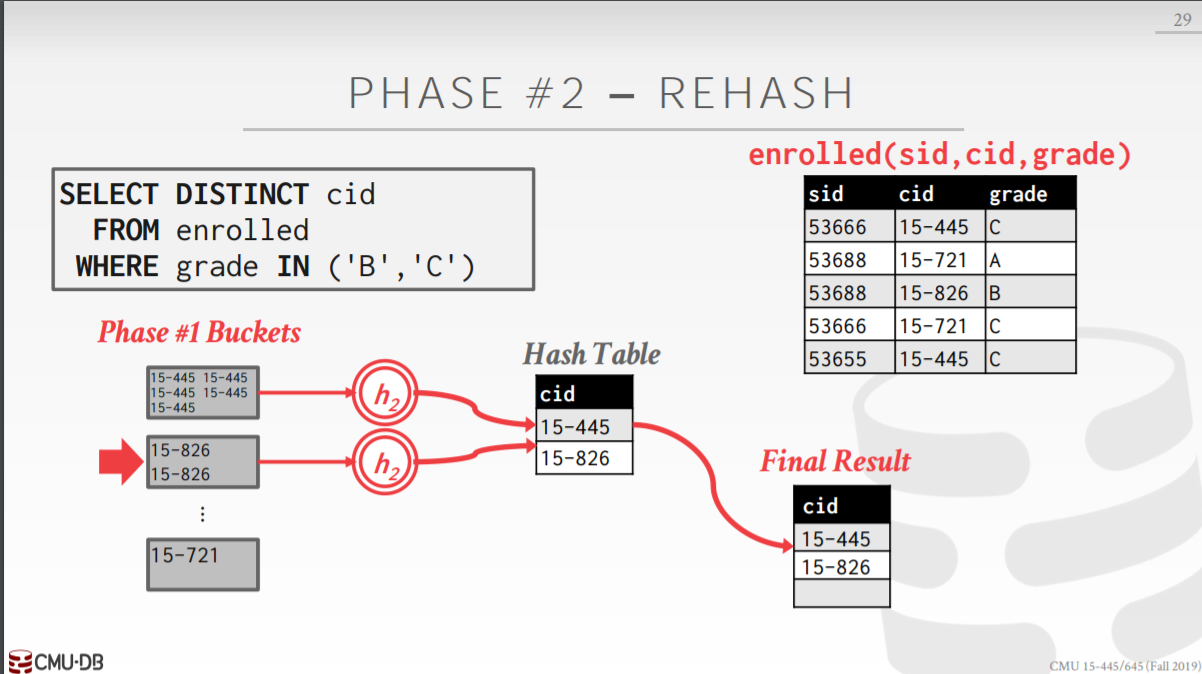 29
PHASE #2 – REHASH
SELECT DISTINCT cid
FROM enrolled
WHERE grade IN ('B','C')
enrolled(sid,cid,grade)
sid cid grade
53666 15-445 C
53688 15-721 A
53688 15-826 B
53666 15-721 C
53655 15-445 C
Phase #1 Buckets
15-445 15-445
15-445 15-445
15-445
h2
15-826
15-826
h2
⋮
15-721
Hash Table
cid
15-445
15-826
Final Result
cid
15-445
15-826
CMU·DB
CMU 15-445/645 (Fall 2019)